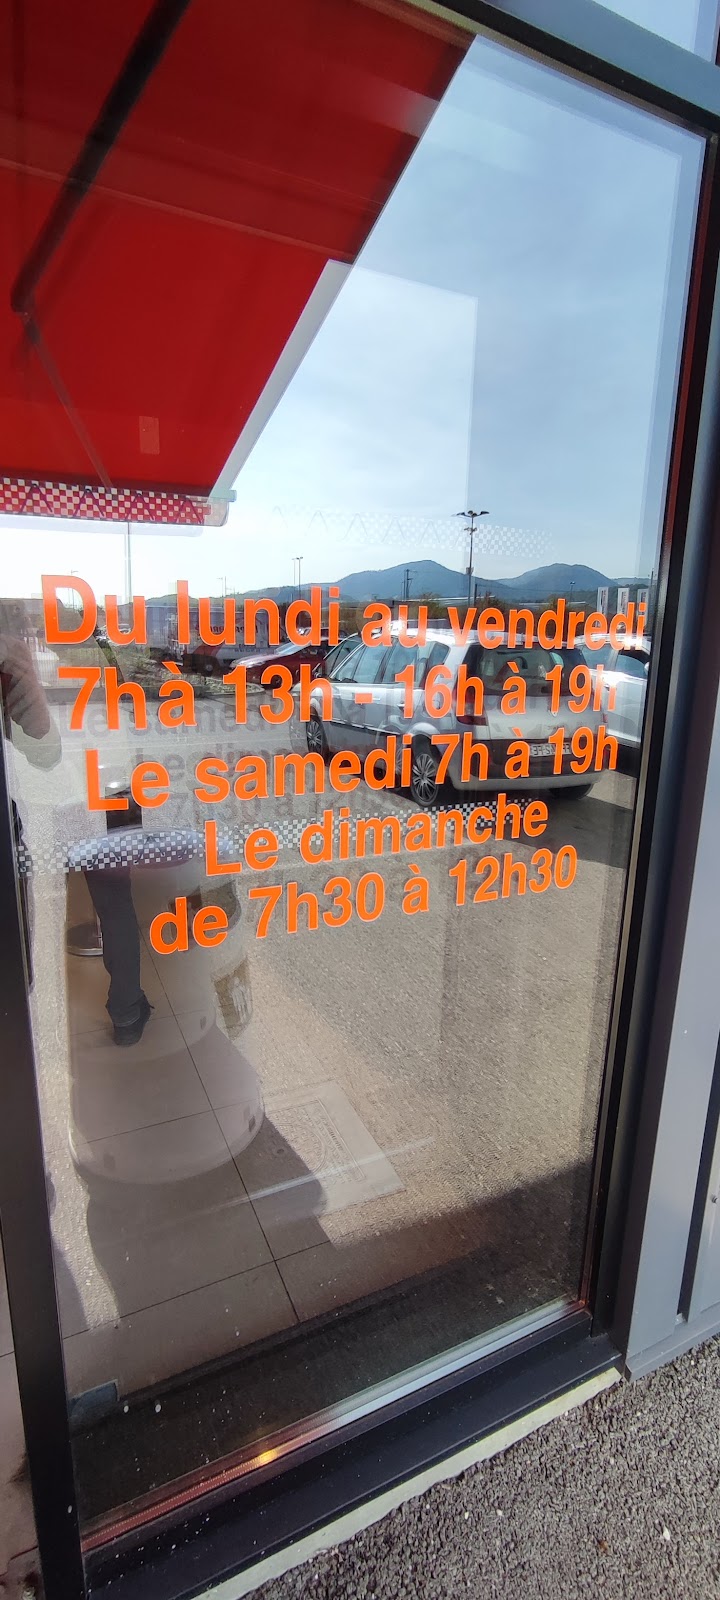 Du lundi au vendredi
7h à 13h - 16h à 19h
Le samedi 7h à 19h
Le dimanche
de 7h30 à 12h30